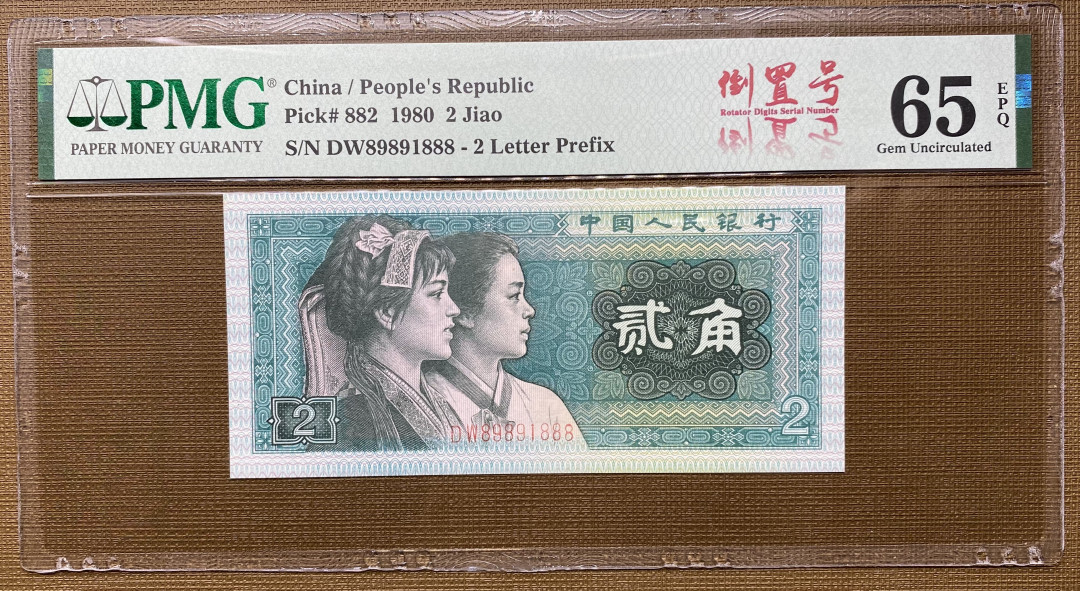 PMG®
PAPER MONEY GUARANTY
China / People's Republic
Pick# 882 1980 2 Jiao
S/N DW89891888 - 2 Letter Prefix
倒置号
Rotator Digits Serial Number
65
EPQ
Gem Uncirculated
中国人民银行
贰角
2
2
DW89891888